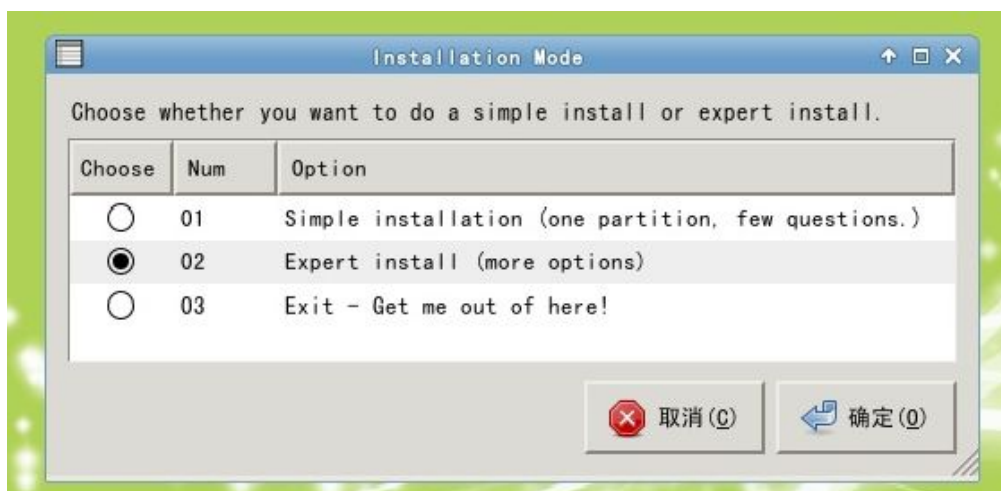 Installation Mode
Choose whether you want to do a simple install or expert install.
Choose Num Option
01 Simple installation (one partition, few questions.)
02 Expert install (more options)
03 Exit - Get me out of here!
取消(C) 确定(O)